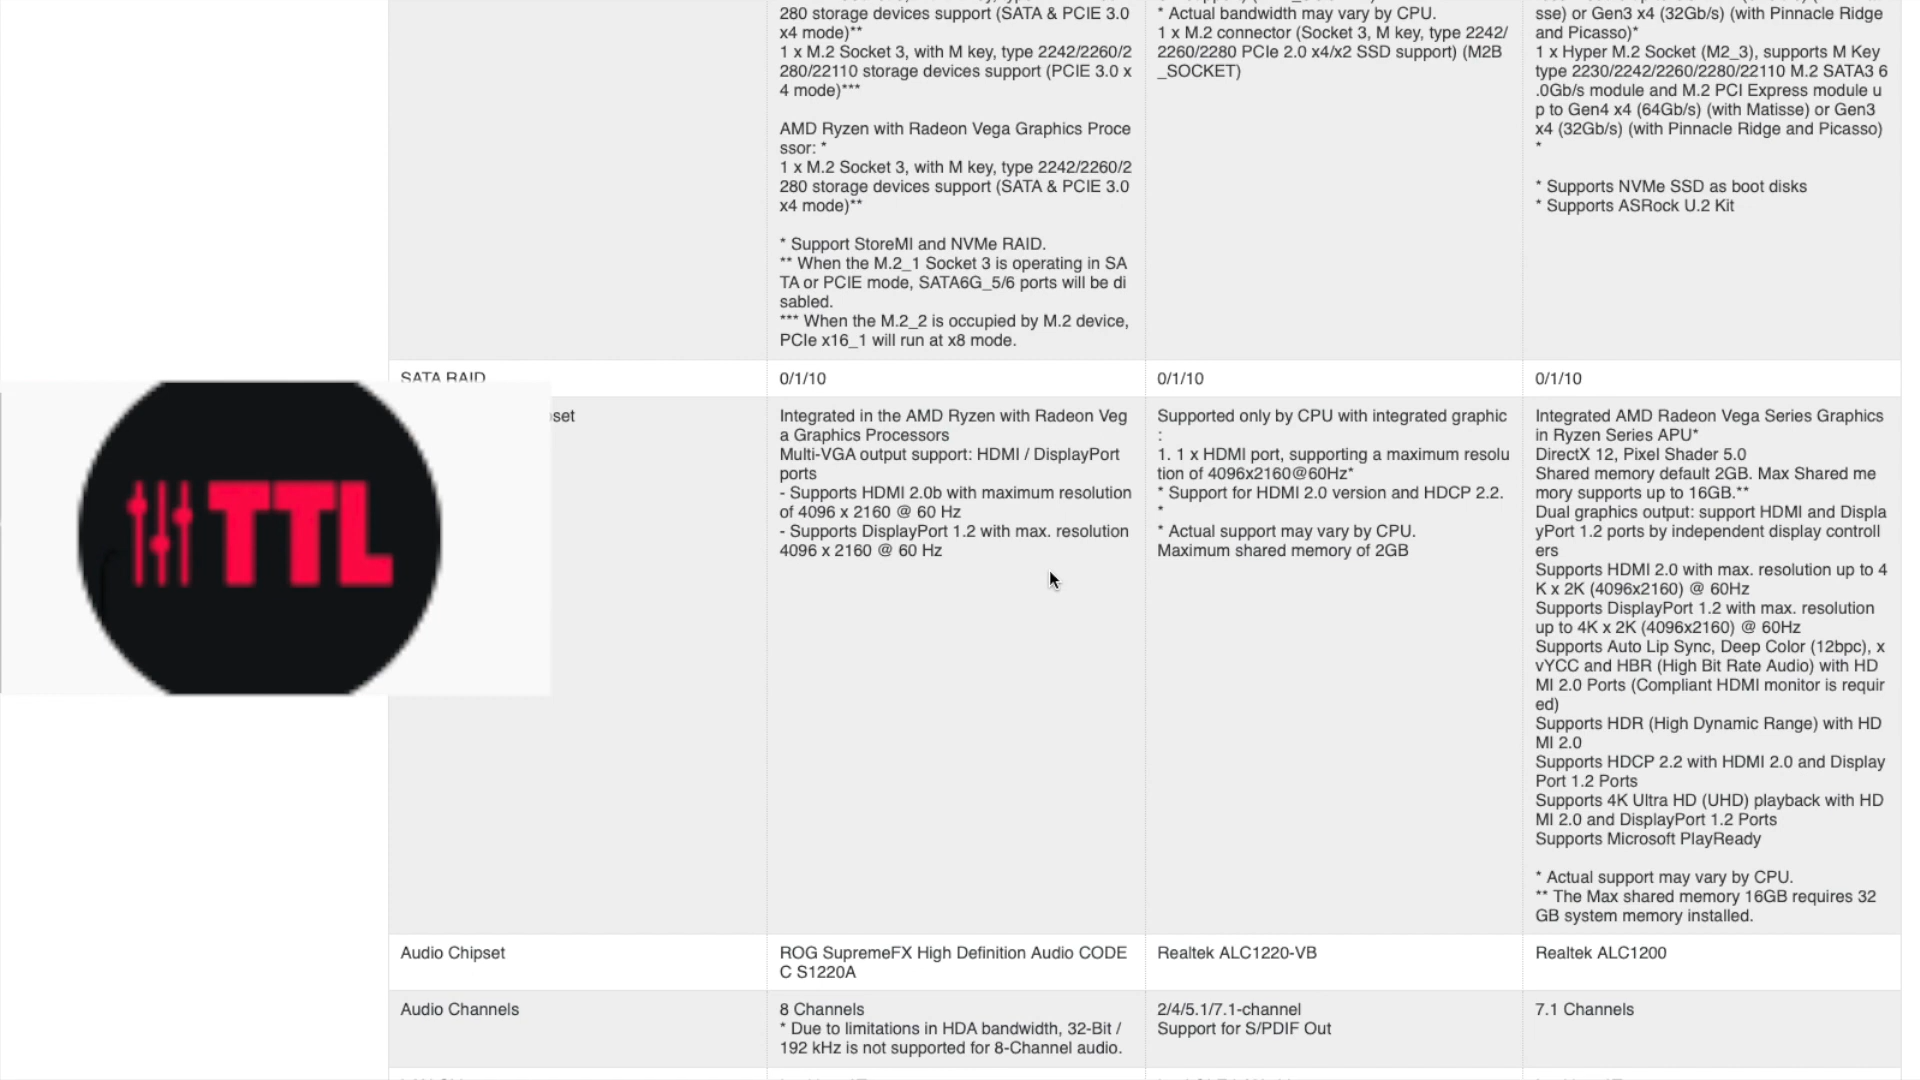 280 storage devices support (SATA & PCIE 3.0
x4 mode)**
1 x M.2 Socket 3, with M key, type 2242/2260/2
280/22110 storage devices support (PCIE 3.0 x
4 mode)***
AMD Ryzen with Radeon Vega Graphics Proce
ssor: *
1 x M.2 Socket 3, with M key, type 2242/2260/2
280 storage devices support (SATA & PCIE 3.0
x4 mode)**
* Support StoreMI and NVMe RAID.
** When the M.2_1 Socket 3 is operating in SA
TA or PCIE mode, SATA6G_5/6 ports will be di
sabled.
*** When the M.2_2 is occupied by M.2 device,
PCIe x16_1 will run at x8 mode.
* Actual bandwidth may vary by CPU.
1 x M.2 connector (Socket 3, M key, type 2242/
2260/2280 PCIe 2.0 x4/x2 SSD support) (M2B
_SOCKET)
sse) or Gen3 x4 (32Gb/s) (with Pinnacle Ridge
and Picasso)*
1 x Hyper M.2 Socket (M2_3), supports M Key
type 2230/2242/2260/2280/22110 M.2 SATA3 6
.0Gb/s module and M.2 PCI Express module u
p to Gen4 x4 (64Gb/s) (with Matisse) or Gen3
x4 (32Gb/s) (with Pinnacle Ridge and Picasso)
*
* Supports NVMe SSD as boot disks
* Supports ASRock U.2 Kit
SATA RAID
0/1/10
0/1/10
0/1/10
TTL
set
Integrated in the AMD Ryzen with Radeon Veg
a Graphics Processors
Multi-VGA output support: HDMI / DisplayPort
ports
- Supports HDMI 2.0b with maximum resolution
of 4096 x 2160 @ 60 Hz
- Supports DisplayPort 1.2 with max. resolution
4096 x 2160 @ 60 Hz
Supported only by CPU with integrated graphic
:
1. 1 x HDMI port, supporting a maximum resolu
tion of 4096x2160@60Hz*
* Support for HDMI 2.0 version and HDCP 2.2.
*
* Actual support may vary by CPU.
Maximum shared memory of 2GB
Integrated AMD Radeon Vega Series Graphics
in Ryzen Series APU*
DirectX 12, Pixel Shader 5.0
Shared memory default 2GB. Max Shared me
mory supports up to 16GB.**
Dual graphics output: support HDMI and Displa
yPort 1.2 ports by independent display controll
ers
Supports HDMI 2.0 with max. resolution up to 4
K x 2K (4096x2160) @ 60Hz
Supports DisplayPort 1.2 with max. resolution
up to 4K x 2K (4096x2160) @ 60Hz
Supports Auto Lip Sync, Deep Color (12bpc), x
vYCC and HBR (High Bit Rate Audio) with HD
MI 2.0 Ports (Compliant HDMI monitor is requir
ed)
Supports HDR (High Dynamic Range) with HD
MI 2.0
Supports HDCP 2.2 with HDMI 2.0 and Display
Port 1.2 Ports
Supports 4K Ultra HD (UHD) playback with HD
MI 2.0 and DisplayPort 1.2 Ports
Supports Microsoft PlayReady
* Actual support may vary by CPU.
** The Max shared memory 16GB requires 32
GB system memory installed.
Audio Chipset
ROG SupremeFX High Definition Audio CODE
C S1220A
Realtek ALC1220-VB
Realtek ALC1200
Audio Channels
8 Channels
* Due to limitations in HDA bandwidth, 32-Bit /
192 kHz is not supported for 8-Channel audio.
2/4/5.1/7.1-channel
Support for S/PDIF Out
7.1 Channels